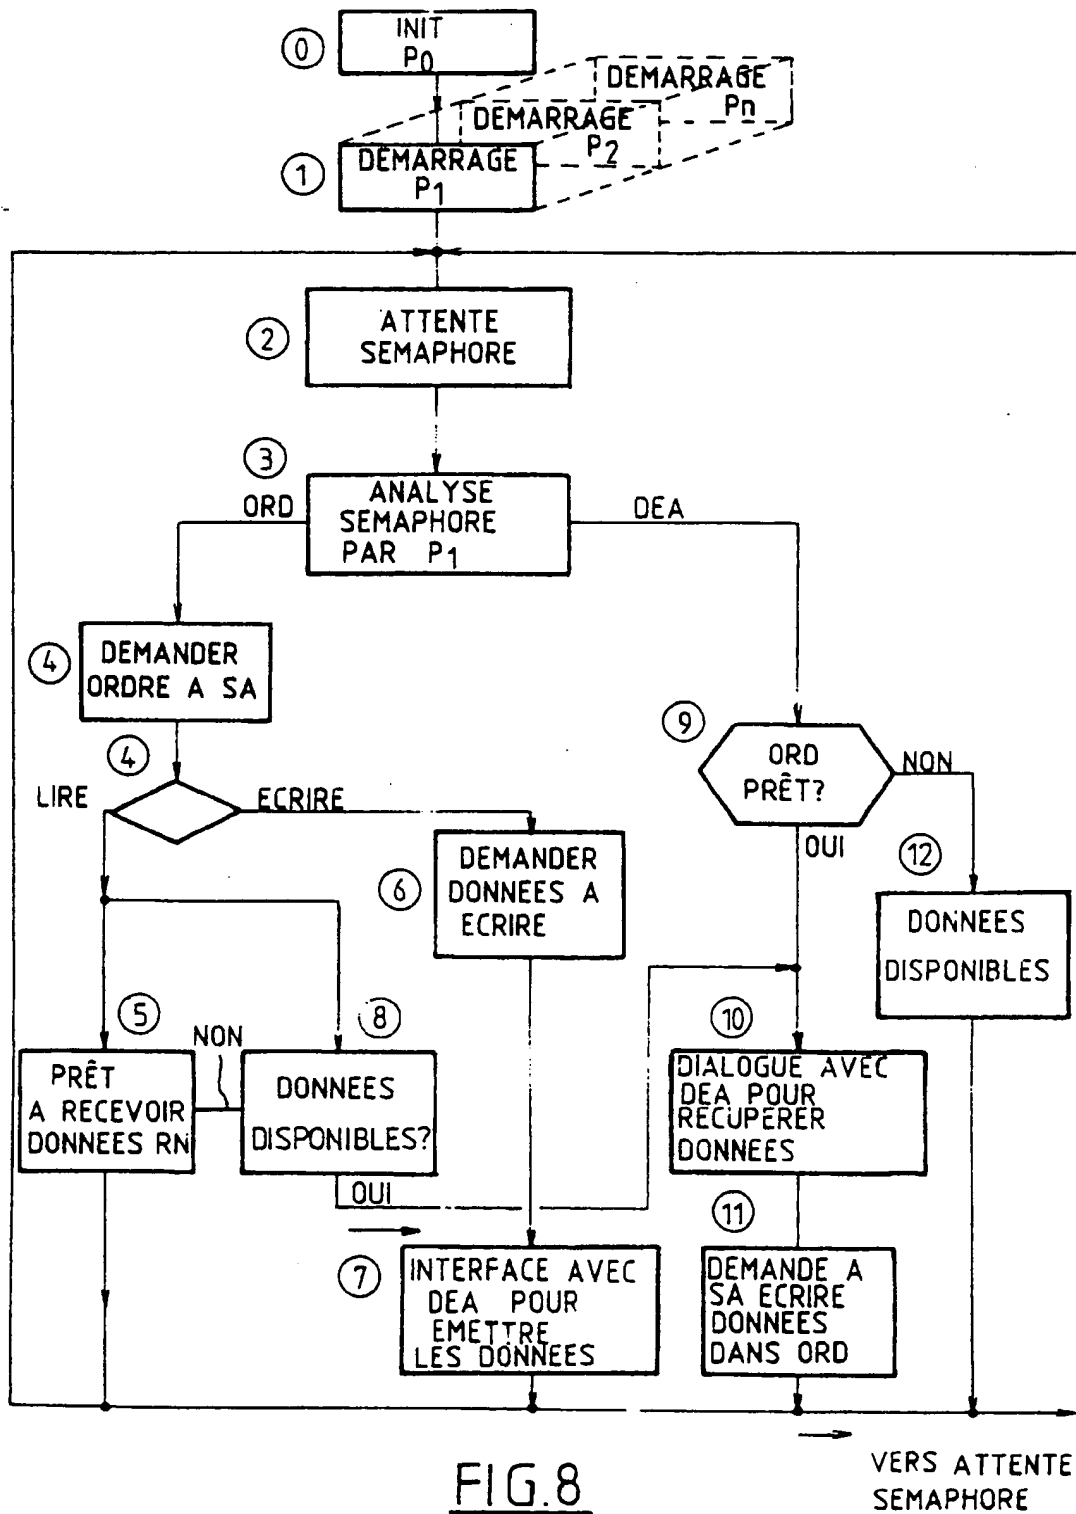 0
INIT
P0
DEMARRAGE
Pn
DEMARRAGE
P2
1
DEMARRAGE
P1
2
ATTENTE
SEMAPHORE
3
ORD
ANALYSE
SEMAPHORE
PAR P1
DEA
4
DEMANDER
ORDRE A SA
4
LIRE
ECRIRE
9
ORD
PRÊT?
NON
OUI
6
DEMANDER
DONNEES A
ECRIRE
12
DONNEES
DISPONIBLES
5
NON
8
10
PRÊT
A RECEVOIR
DONNEES RN
DONNEES
DISPONIBLES?
OUI
DIALOGUE AVEC
DEA POUR
RECUPERER
DONNEES
11
7
INTERFACE AVEC
DEA POUR
EMETTRE
LES DONNEES
DEMANDE A
SA ECRIRE
DONNEES
DANS ORD
VERS ATTENTE
SEMAPHORE
FIG.8